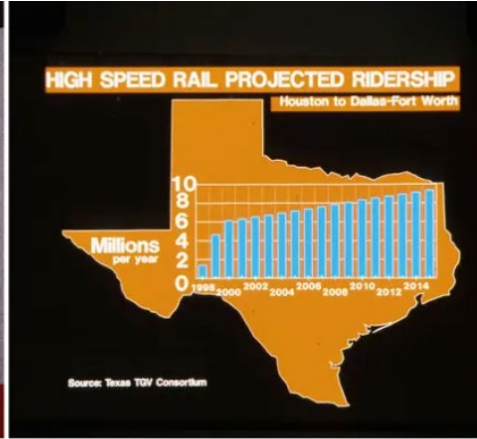 HIGH SPEED RAIL PROJECTED RIDERSHIP
Houston to Dallas-Fort Worth
10
8
6
4
2
0
Millions
per year
1998 2000 2002 2004 2006 2008 2010 2012 2014
Source: Texas TGV Consortium